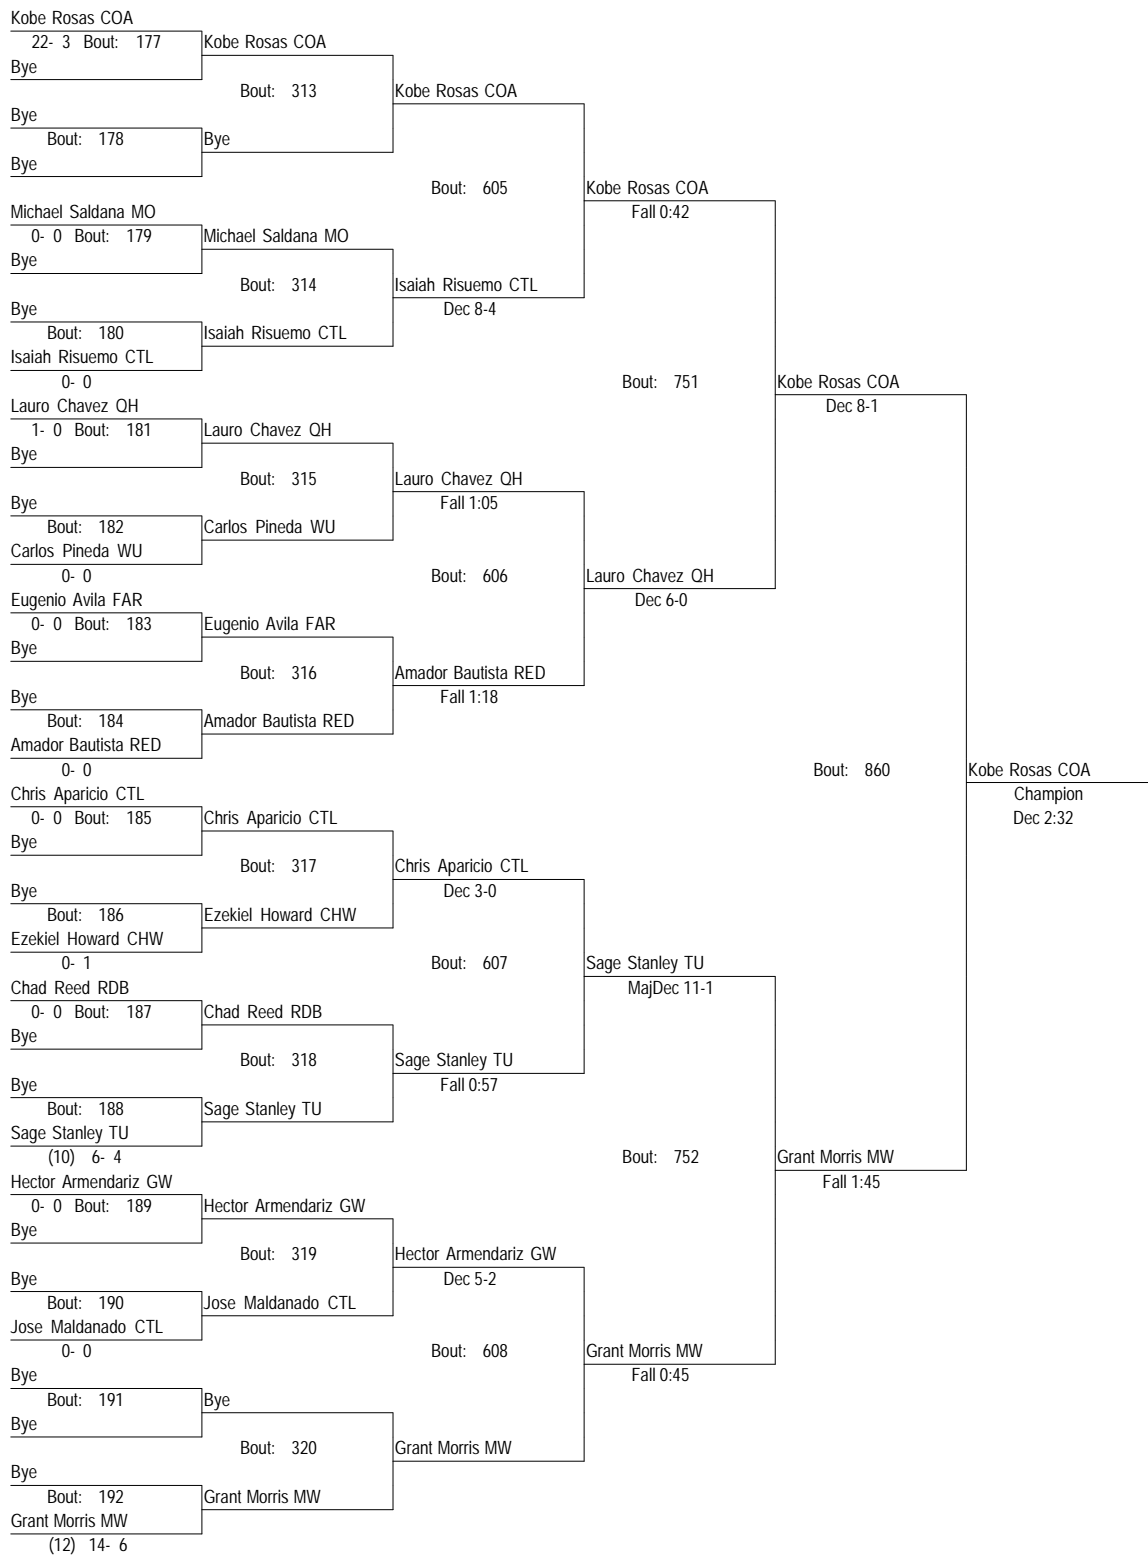 Kobe Rosas COA
22- 3 Bout: 177 Kobe Rosas COA
Bye
Bout: 313 Kobe Rosas COA
Bye
Bout: 178 Bye
Bye
Bout: 605 Kobe Rosas COA
Michael Saldana MO Fall 0:42
0- 0 Bout: 179 Michael Saldana MO
Bye
Bout: 314 Isaiah Risuemo CTL
Bye Dec 8-4
Bout: 180 Isaiah Risuemo CTL
Isaiah Risuemo CTL
0- 0 Bout: 751 Kobe Rosas COA
Lauro Chavez QH Dec 8-1
1- 0 Bout: 181 Lauro Chavez QH
Bye
Bout: 315 Lauro Chavez QH
Bye Fall 1:05
Bout: 182 Carlos Pineda WU
Carlos Pineda WU
0- 0 Bout: 606 Lauro Chavez QH
Eugenio Avila FAR Dec 6-0
0- 0 Bout: 183 Eugenio Avila FAR
Bye
Bout: 316 Amador Bautista RED
Bye Fall 1:18
Bout: 184 Amador Bautista RED
Amador Bautista RED
0- 0 Bout: 860 Kobe Rosas COA
Chris Aparicio CTL Champion
0- 0 Bout: 185 Chris Aparicio CTL Dec 2:32
Bye
Bout: 317 Chris Aparicio CTL
Bye Dec 3-0
Bout: 186 Ezekiel Howard CHW
Ezekiel Howard CHW
0- 1 Bout: 607 Sage Stanley TU
Chad Reed RDB MajDec 11-1
0- 0 Bout: 187 Chad Reed RDB
Bye
Bout: 318 Sage Stanley TU
Bye Fall 0:57
Bout: 188 Sage Stanley TU
Sage Stanley TU
(10) 6- 4 Bout: 752 Grant Morris MW
Hector Armendariz GW Fall 1:45
0- 0 Bout: 189 Hector Armendariz GW
Bye
Bout: 319 Hector Armendariz GW
Bye Dec 5-2
Bout: 190 Jose Maldanado CTL
Jose Maldanado CTL
0- 0 Bout: 608 Grant Morris MW
Bye Fall 0:45
Bout: 191 Bye
Bye
Bout: 320 Grant Morris MW
Bye
Bout: 192 Grant Morris MW
Grant Morris MW
(12) 14- 6